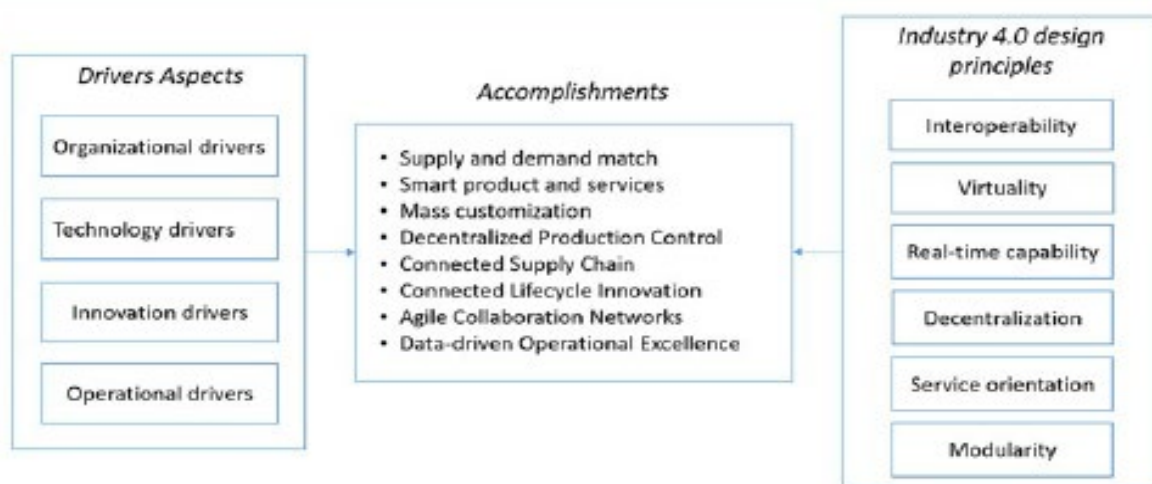 Drivers Aspects
Organizational drivers
Technology drivers
Innovation drivers
Operational drivers
Accomplishments
• Supply and demand match
• Smart product and services
• Mass customization
• Decentralized Production Control
• Connected Supply Chain
• Connected Lifecycle Innovation
• Agile Collaboration Networks
• Data-driven Operational Excellence
Industry 4.0 design
principles
Interoperability
Virtuality
Real-time capability
Decentralization
Service orientation
Modularity